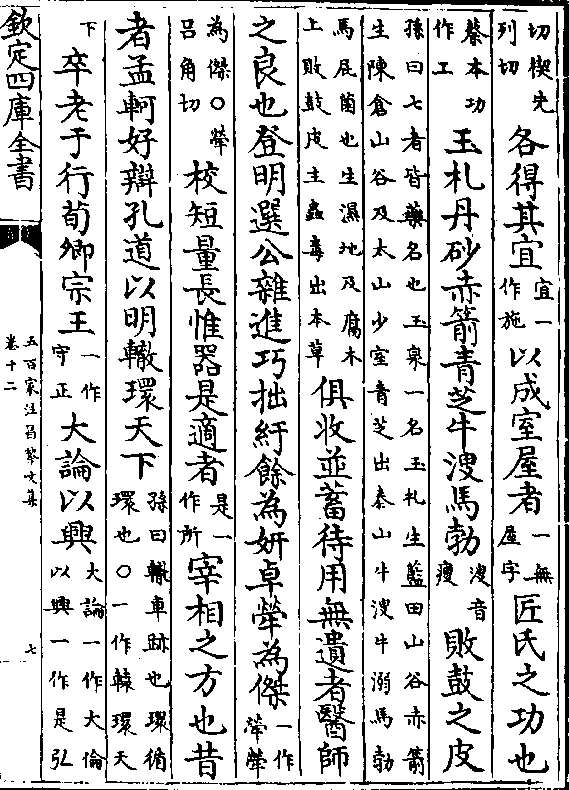 切楔先列切各得其宜宜一作施以成室屋者一無屋字匠氏之功也
蔡本功作工玉札丹砂赤箭青芝牛溲馬勃溲音瘦敗鼓之皮
孫曰七者皆藥名也玉泉一名玉札生藍田山谷赤箭
生陳倉山谷及太山少室青芝出泰山牛溲牛溺馬勃
馬屁菌也生濕地及腐木上敗鼓皮主蟲毒出本草俱收並蓄待用無遺者醫師
之良也登明選公雜進巧拙紆餘為妍卓犖為傑一作犖犖
為傑○犖吕角切校短量長惟器是適者是一作所宰相之方也昔
者孟軻好辯孔道以明轍環天下孫曰轍車跡也環循環也○一作轅環天
下卒老于行荀卿宗王一作守正大論以興大論一作大倫以興一作是弘
欽定四庫全書
五百家注昌黎文集
卷十二
七